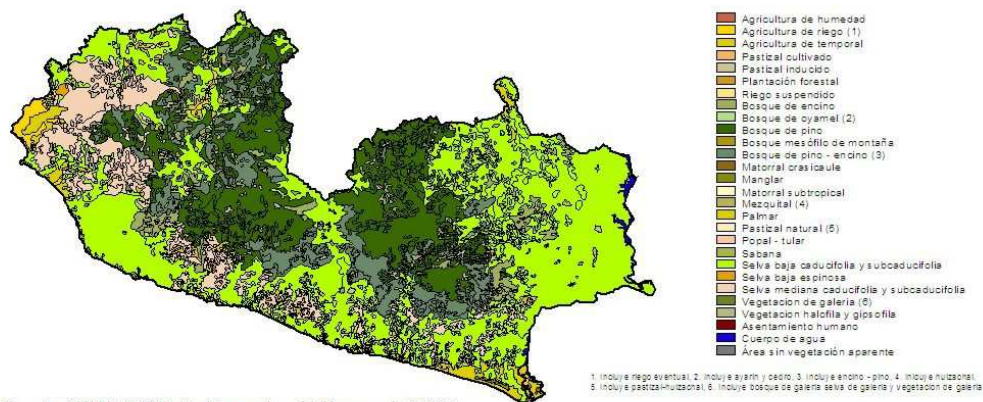 Agricultura de humedad
Agricultura de riego (1)
Agricultura de temporal
Pastizal cultivado
Pastizal inducido
Plantación forestal
Riego suspendido
Bosque de encino
Bosque de oyamel (2)
Bosque de pino
Bosque mesófilo de montaña
Bosque de pino - encino (3)
Matorral crasicaule
Manglar
Matorral subtropical
Mezquital (4)
Palmar
Pastizal natural (5)
Popal - tular
Sabana
Selva baja caducifolia y subcaducifolia
Selva baja espinosa
Selva mediana caducifolia y subcaducifolia
Vegetacion de galeria (6)
Vegetacion halofila y gipsofila
Asentamiento humano
Cuerpo de agua
Área sin vegetación aparente
1. Incluye riego eventual, 2. Incluye ayarín y cedro, 3. Incluye encino - pino, 4. Incluye huizachal,
5. Incluye pastizal-huizachal, 6. Incluye bosque de galería selva de galería y vegetación de galería